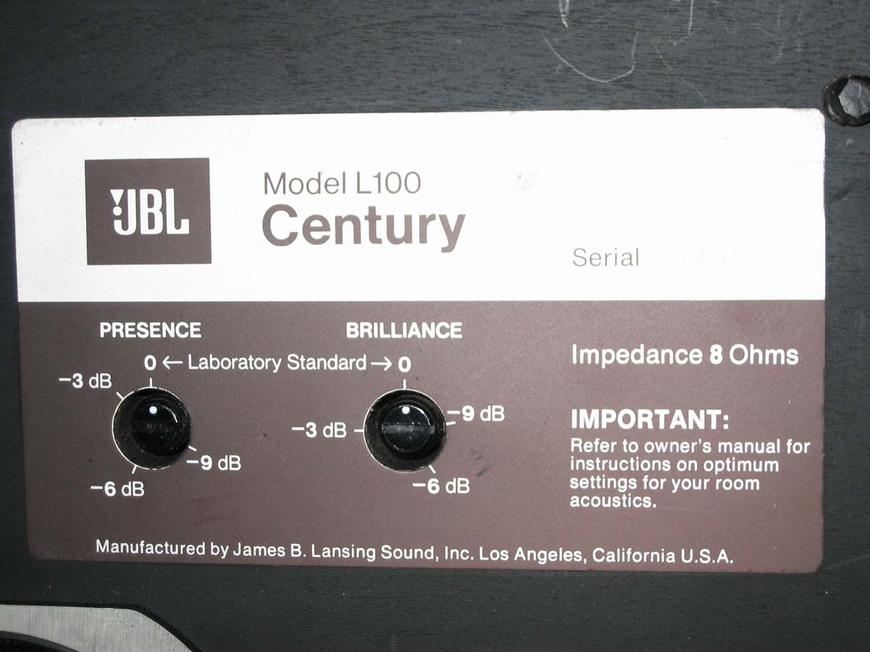 JBL
Model L100
Century
Serial
PRESENCE
BRILLIANCE
0 ← Laboratory Standard → 0
−3 dB
−6 dB
−9 dB
−3 dB
−9 dB
−6 dB
Impedance 8 Ohms
IMPORTANT:
Refer to owner's manual for
instructions on optimum
settings for your room
acoustics.
Manufactured by James B. Lansing Sound, Inc. Los Angeles, California U.S.A.